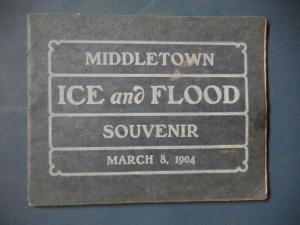 MIDDLETOWN
ICE and FLOOD
SOUVENIR
MARCH 8, 1904